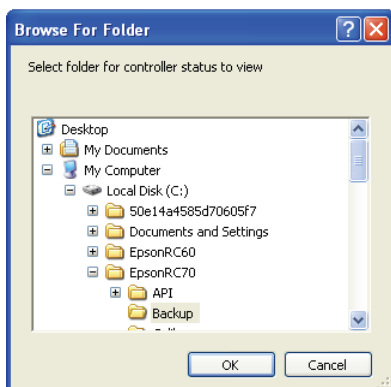 Browse For Folder
Select folder for controller status to view
Desktop
My Documents
My Computer
Local Disk (C:)
50e14a4585d70605f7
Documents and Settings
EpsonRC60
EpsonRC70
API
Backup
OK Cancel